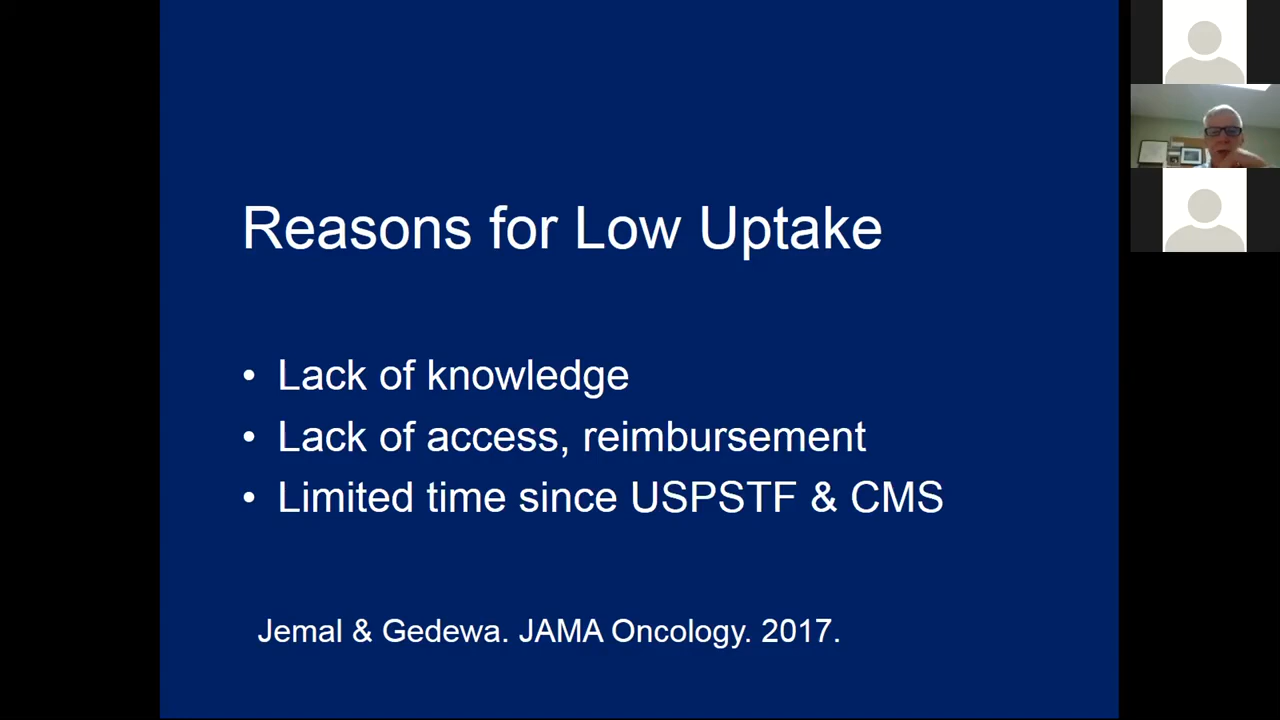 Reasons for Low Uptake
• Lack of knowledge
• Lack of access, reimbursement
• Limited time since USPSTF & CMS
Jemal & Gedewa. JAMA Oncology. 2017.